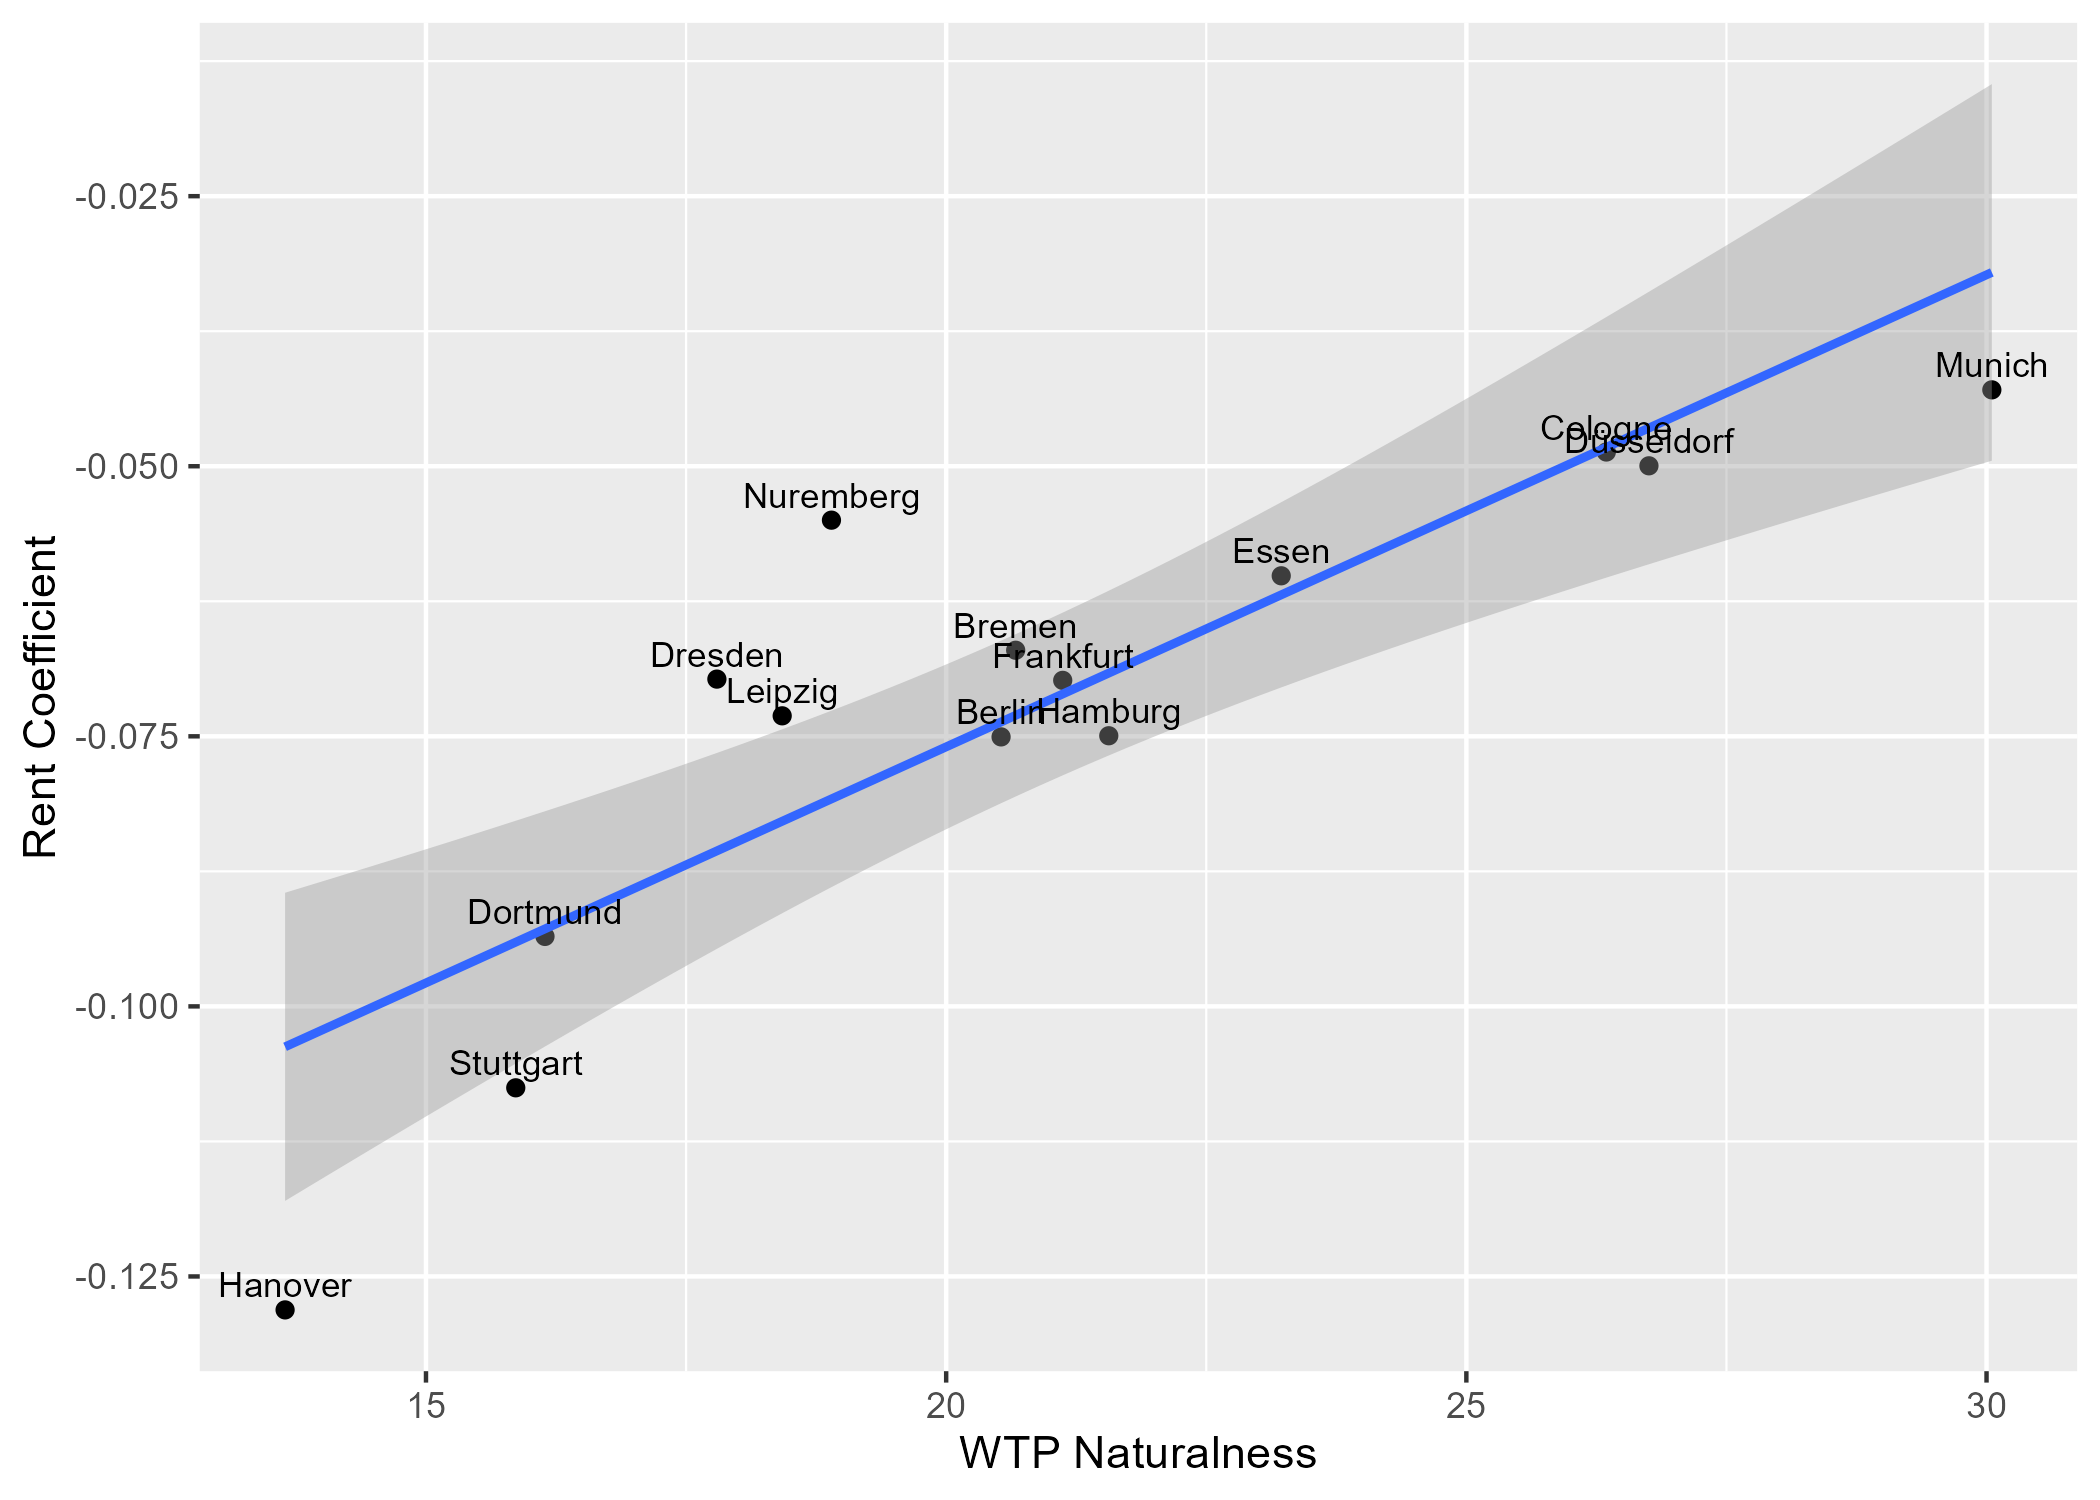 Rent Coefficient
-0.025
-0.050
-0.075
-0.100
-0.125
Munich
Cologne
Düsseldorf
Nuremberg
Essen
Bremen
Dresden
Frankfurt
Leipzig
Berlin
Hamburg
Dortmund
Stuttgart
Hanover
15
20
25
30
WTP Naturalness